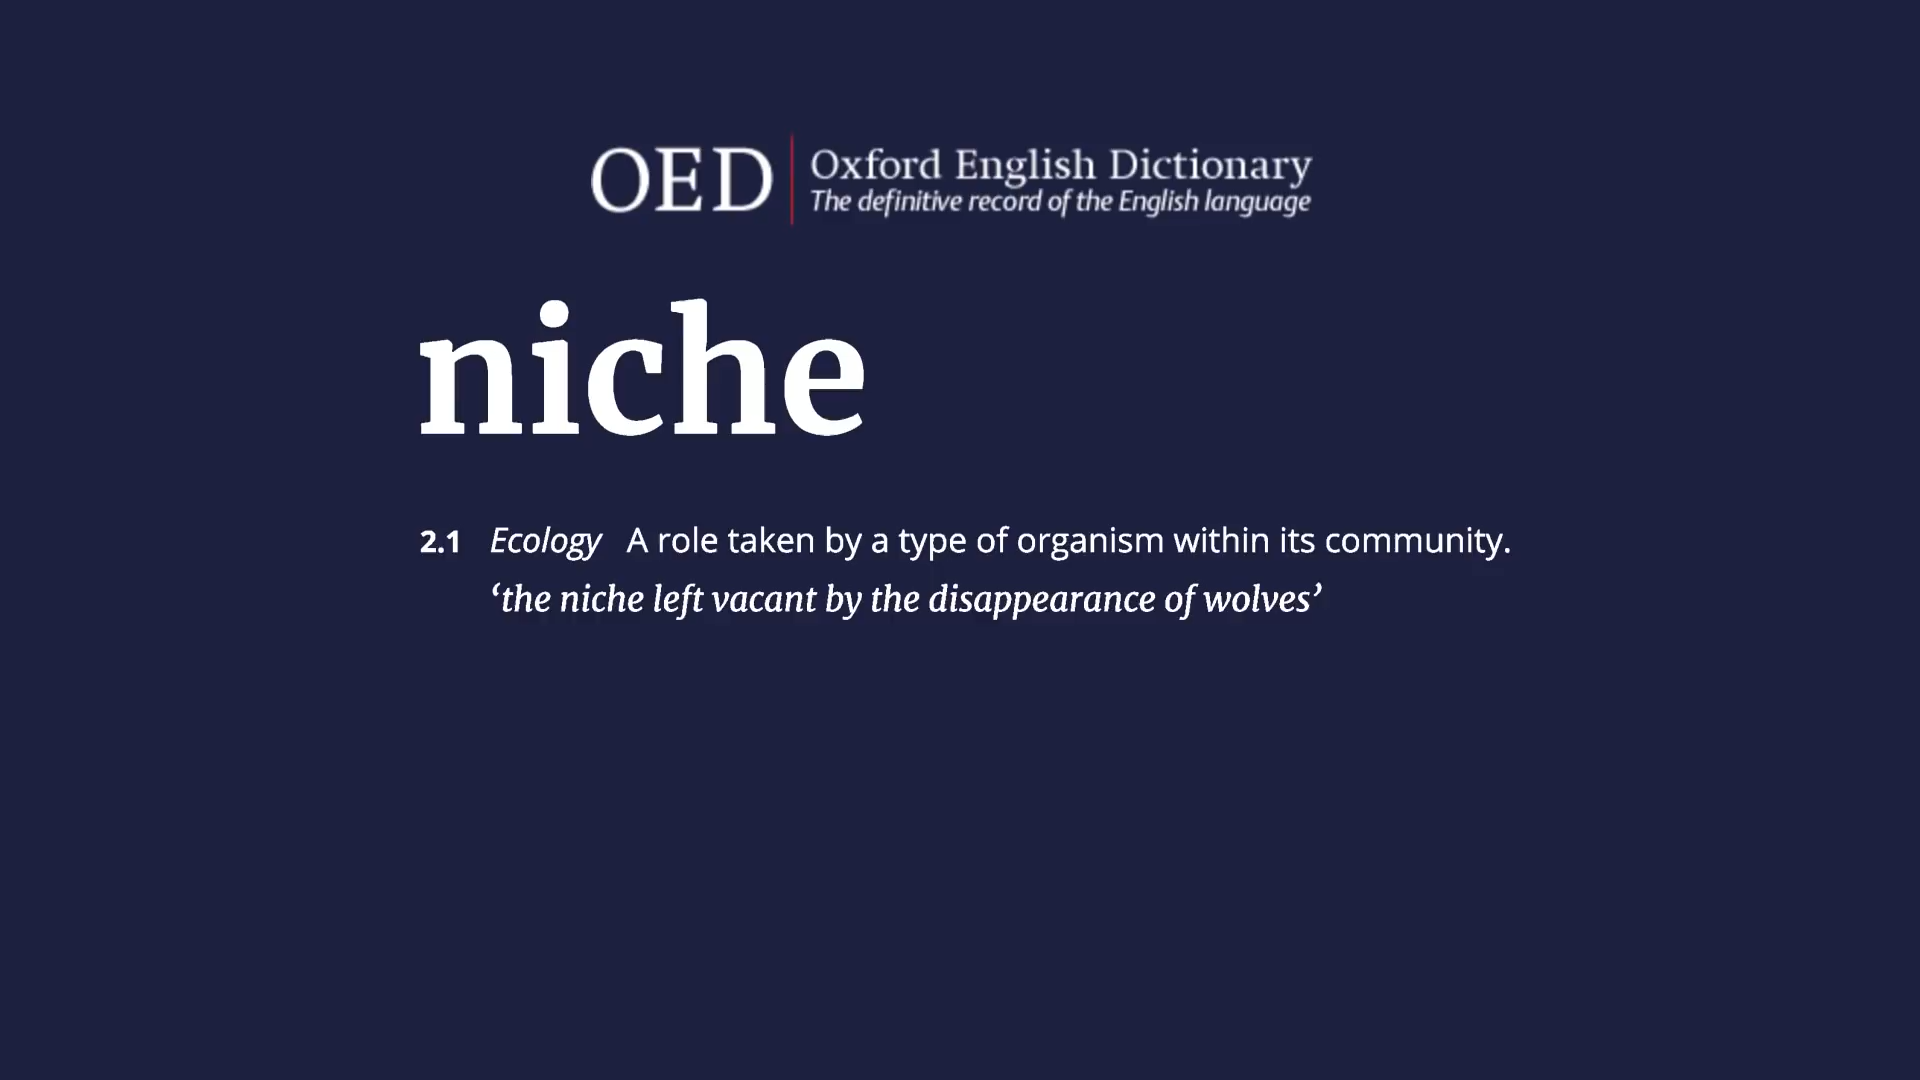 OED
Oxford English Dictionary
The definitive record of the English language
niche
2.1 Ecology A role taken by a type of organism within its community.
‘the niche left vacant by the disappearance of wolves’